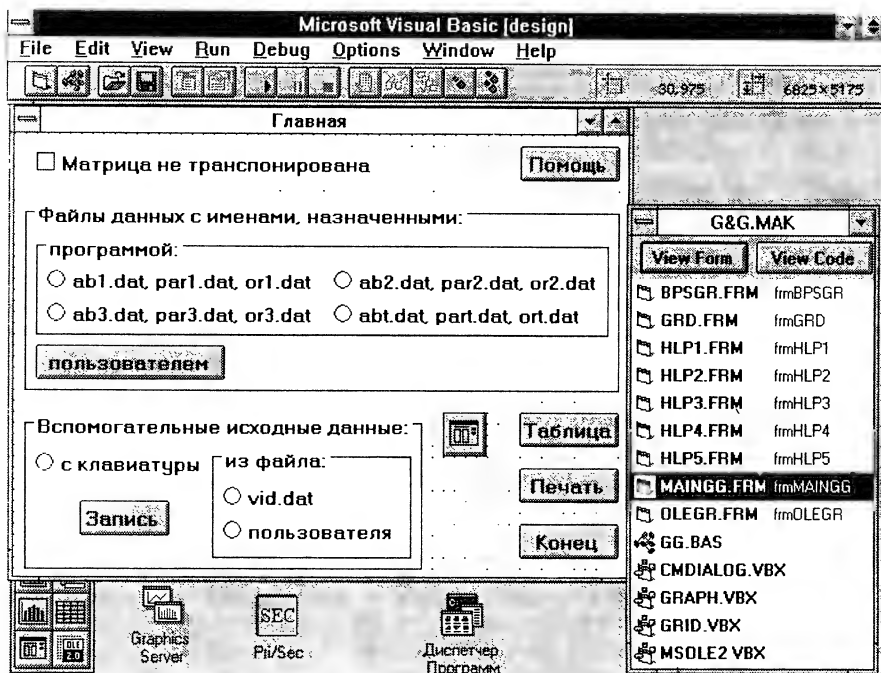 Microsoft Visual Basic [design]
File Edit View Run Debug Options Window Help
30,975 6825×5175
Главная
Матрица не транспонирована
Помощь
Файлы данных с именами, назначенными:
программой:
ab1.dat, par1.dat, or1.dat
ab2.dat, par2.dat, or2.dat
ab3.dat, par3.dat, or3.dat
abt.dat, part.dat, ort.dat
пользователем
Вспомогательные исходные данные:
с клавиатуры
из файла:
vid.dat
пользователя
Запись
Таблица
Печать
Конец
G&G.MAK
View Form View Code
BPSGR.FRM frmBPSGR
GRD.FRM frmGRD
HLP1.FRM frmHLP1
HLP2.FRM frmHLP2
HLP3.FRM frmHLP3
HLP4.FRM frmHLP4
HLP5.FRM frmHLP5
MAINGG.FRM frmMAINGG
OLEGR.FRM frmOLEGR
GG.BAS
CMDIALOG.VBX
GRAPH.VBX
GRID.VBX
MSOLE2.VBX
OLE 2.0
Graphics Server
SEC
Диспетчер Программ